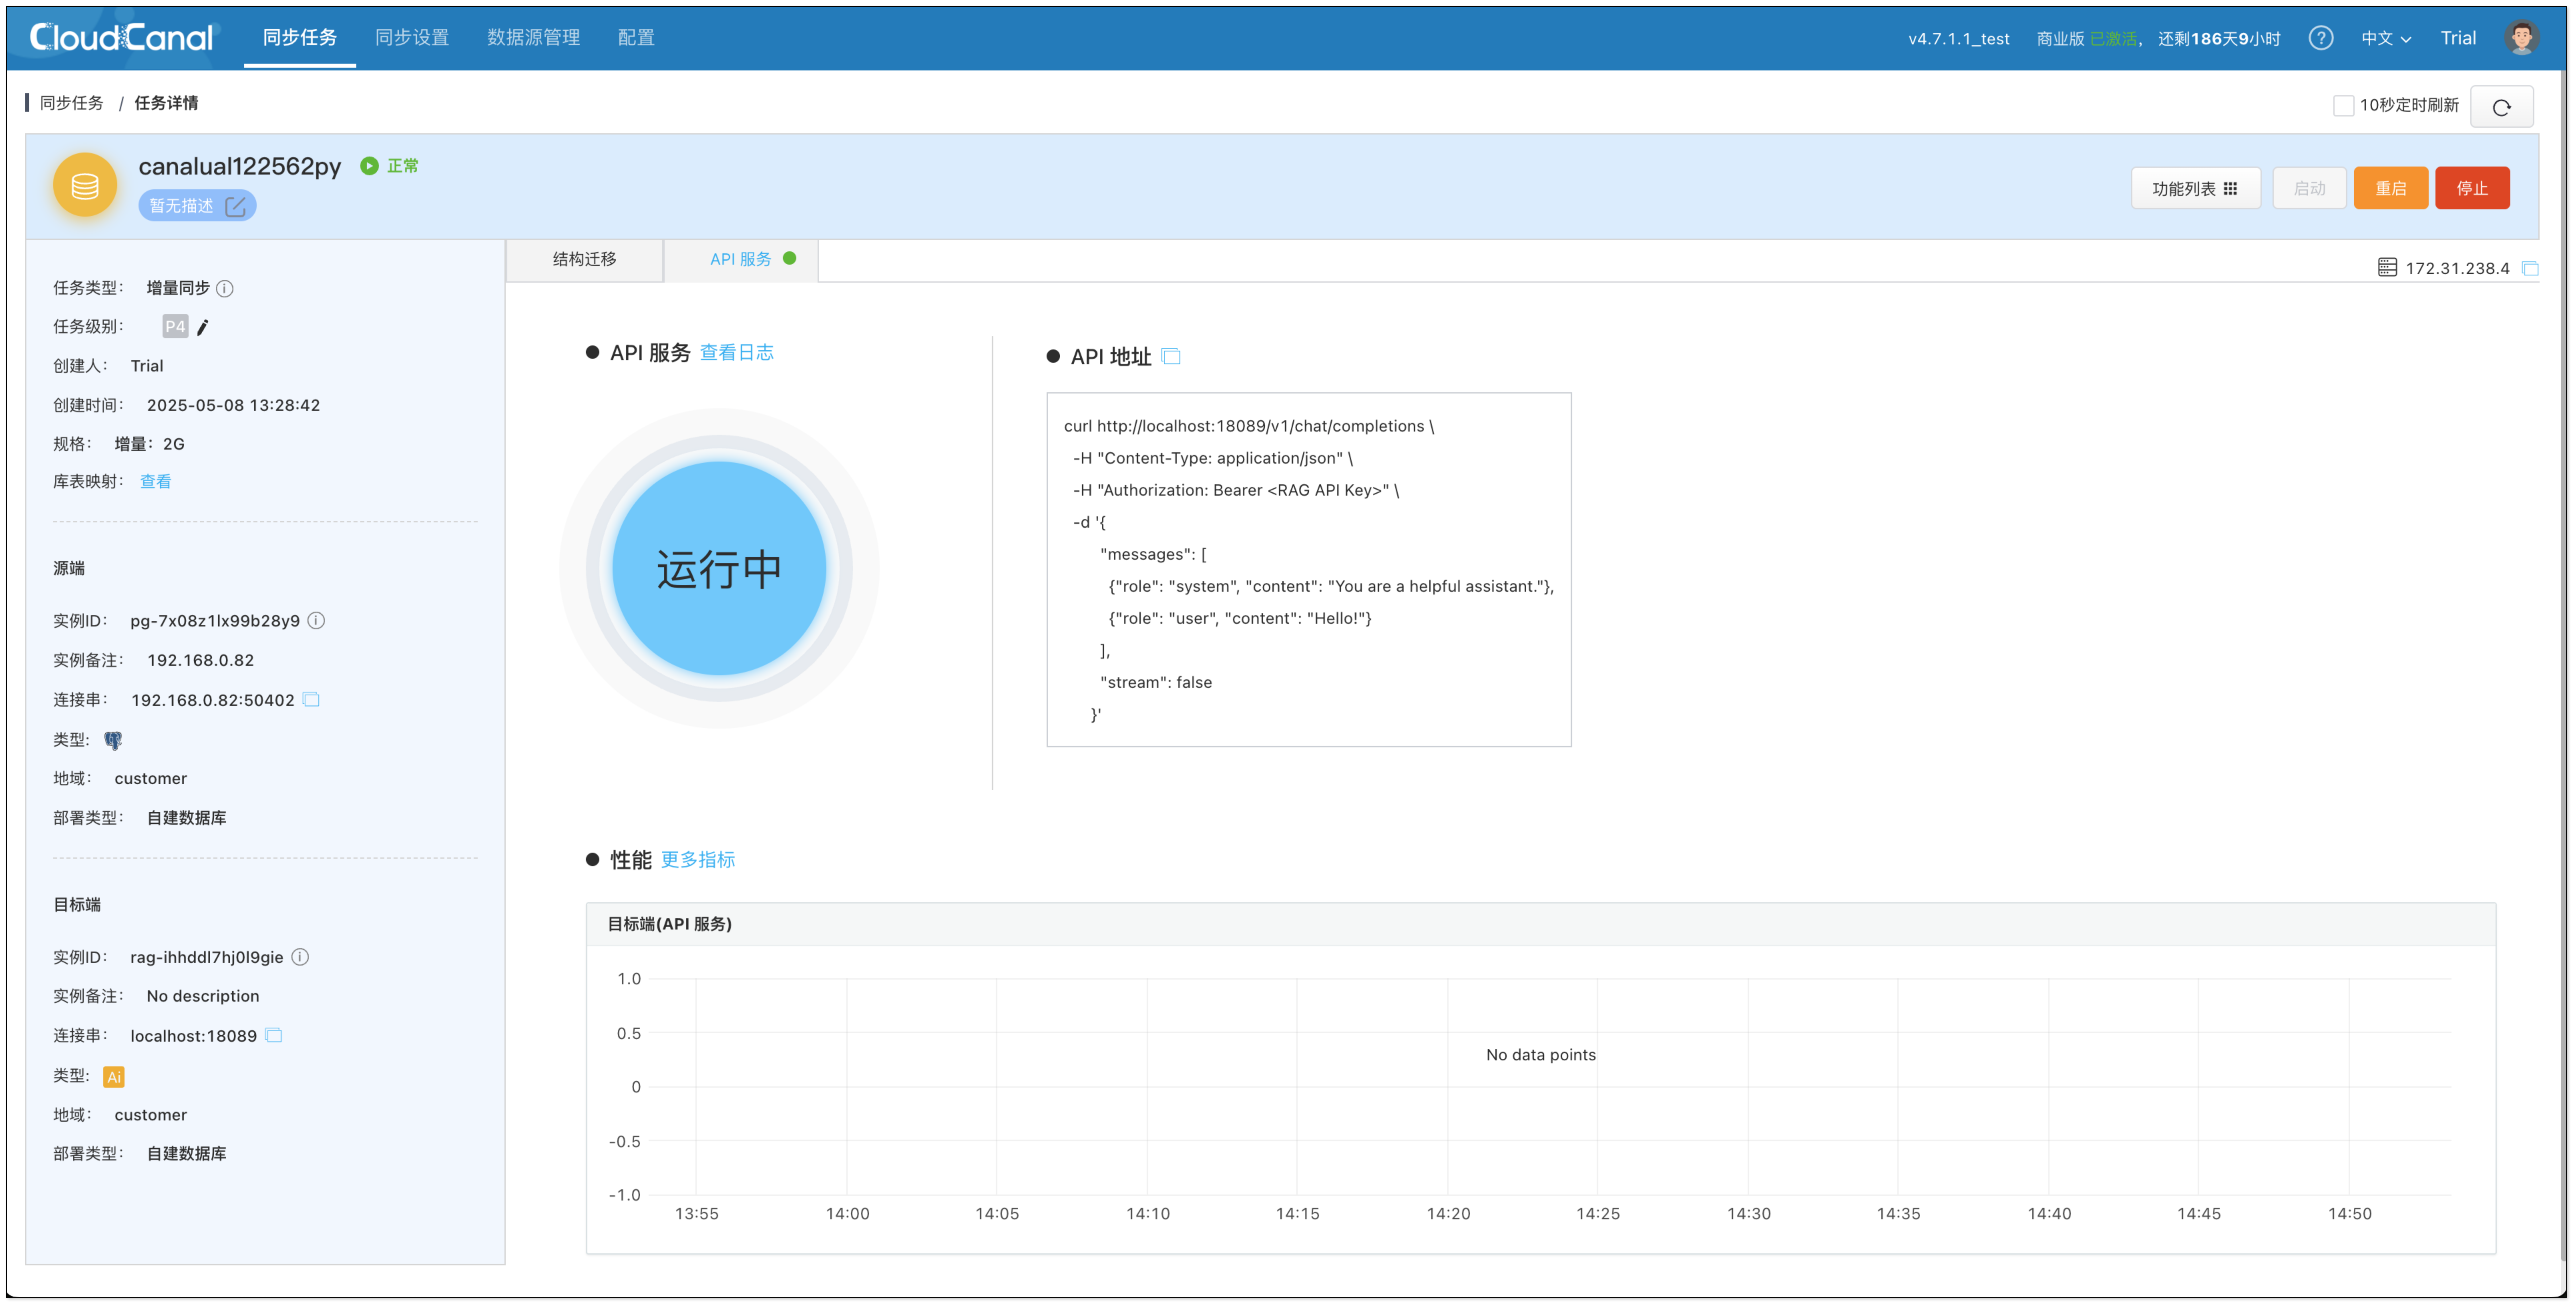 CloudCanal 同步任务 同步设置 数据源管理 配置 v4.7.1.1_test 商业版 已激活， 还剩186天9小时 ? 中文 Trial
同步任务 / 任务详情 10秒定时刷新
canalual122562py 正常
暂无描述
功能列表 启动 重启 停止
任务类型： 增量同步
任务级别： P4
创建人： Trial
创建时间： 2025-05-08 13:28:42
规格： 增量：2G
库表映射： 查看
源端
实例ID： pg-7x08z1lx99b28y9
实例备注： 192.168.0.82
连接串： 192.168.0.82:50402
类型:
地域： customer
部署类型： 自建数据库
目标端
实例ID： rag-ihhddl7hj0l9gie
实例备注： No description
连接串： localhost:18089
类型: Ai
地域： customer
部署类型： 自建数据库
结构迁移 API 服务 172.31.238.4
API 服务 查看日志
运行中
API 地址
curl http://localhost:18089/v1/chat/completions \
-H "Content-Type: application/json" \
-H "Authorization: Bearer <RAG API Key>" \
-d '{
"messages": [
{"role": "system", "content": "You are a helpful assistant."},
{"role": "user", "content": "Hello!"}
],
"stream": false
}'
性能 更多指标
目标端(API 服务)
1.0
0.5
No data points
0
-0.5
-1.0
13:55 14:00 14:05 14:10 14:15 14:20 14:25 14:30 14:35 14:40 14:45 14:50